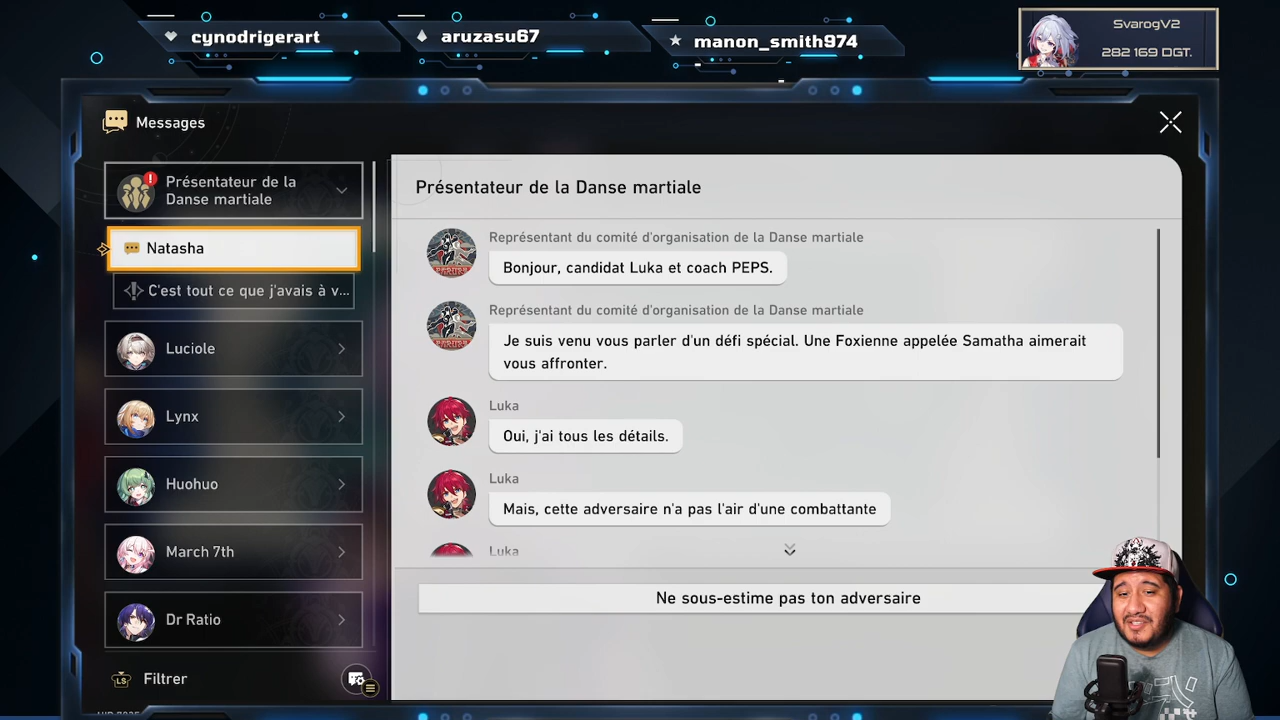 cynodrigerart
aruzasu67
manon_smith974
SvarogV2
282 169 DGT.
Messages
Présentateur de la
Danse martiale
Natasha
C'est tout ce que j'avais à v...
Luciole
Lynx
Huohuo
March 7th
Dr Ratio
LS
Filtrer
Présentateur de la Danse martiale
Représentant du comité d'organisation de la Danse martiale
Bonjour, candidat Luka et coach PEPS.
Représentant du comité d'organisation de la Danse martiale
Je suis venu vous parler d'un défi spécial. Une Foxienne appelée Samatha aimerait
vous affronter.
Luka
Oui, j'ai tous les détails.
Luka
Mais, cette adversaire n'a pas l'air d'une combattante
Luka
Ne sous-estime pas ton adversaire